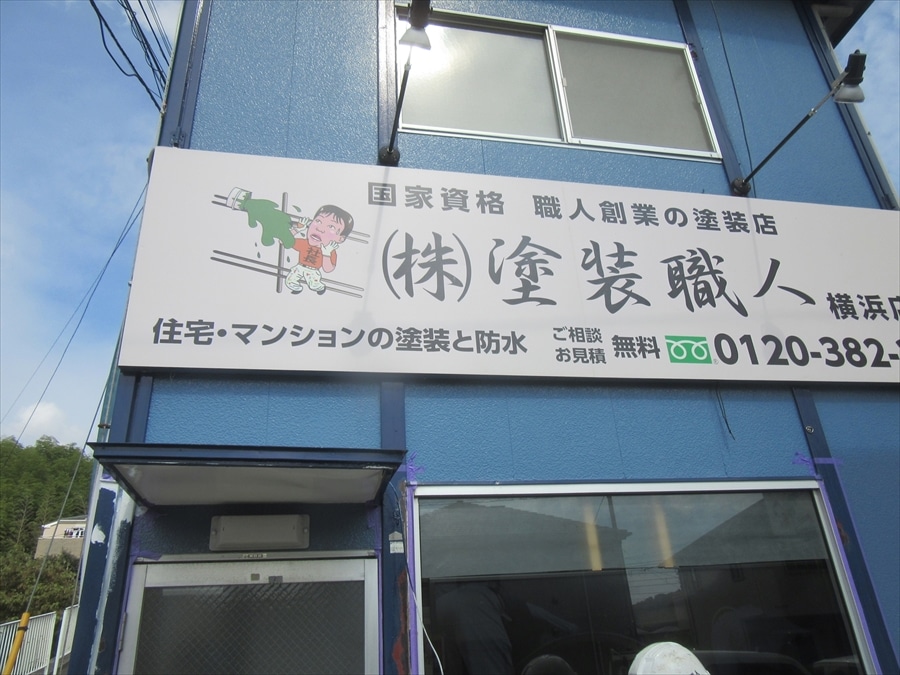 国家資格 職人創業の塗装店
㈱塗装職人 横浜店
住宅・マンションの塗装と防水
ご相談
お見積
無料
0120-382-